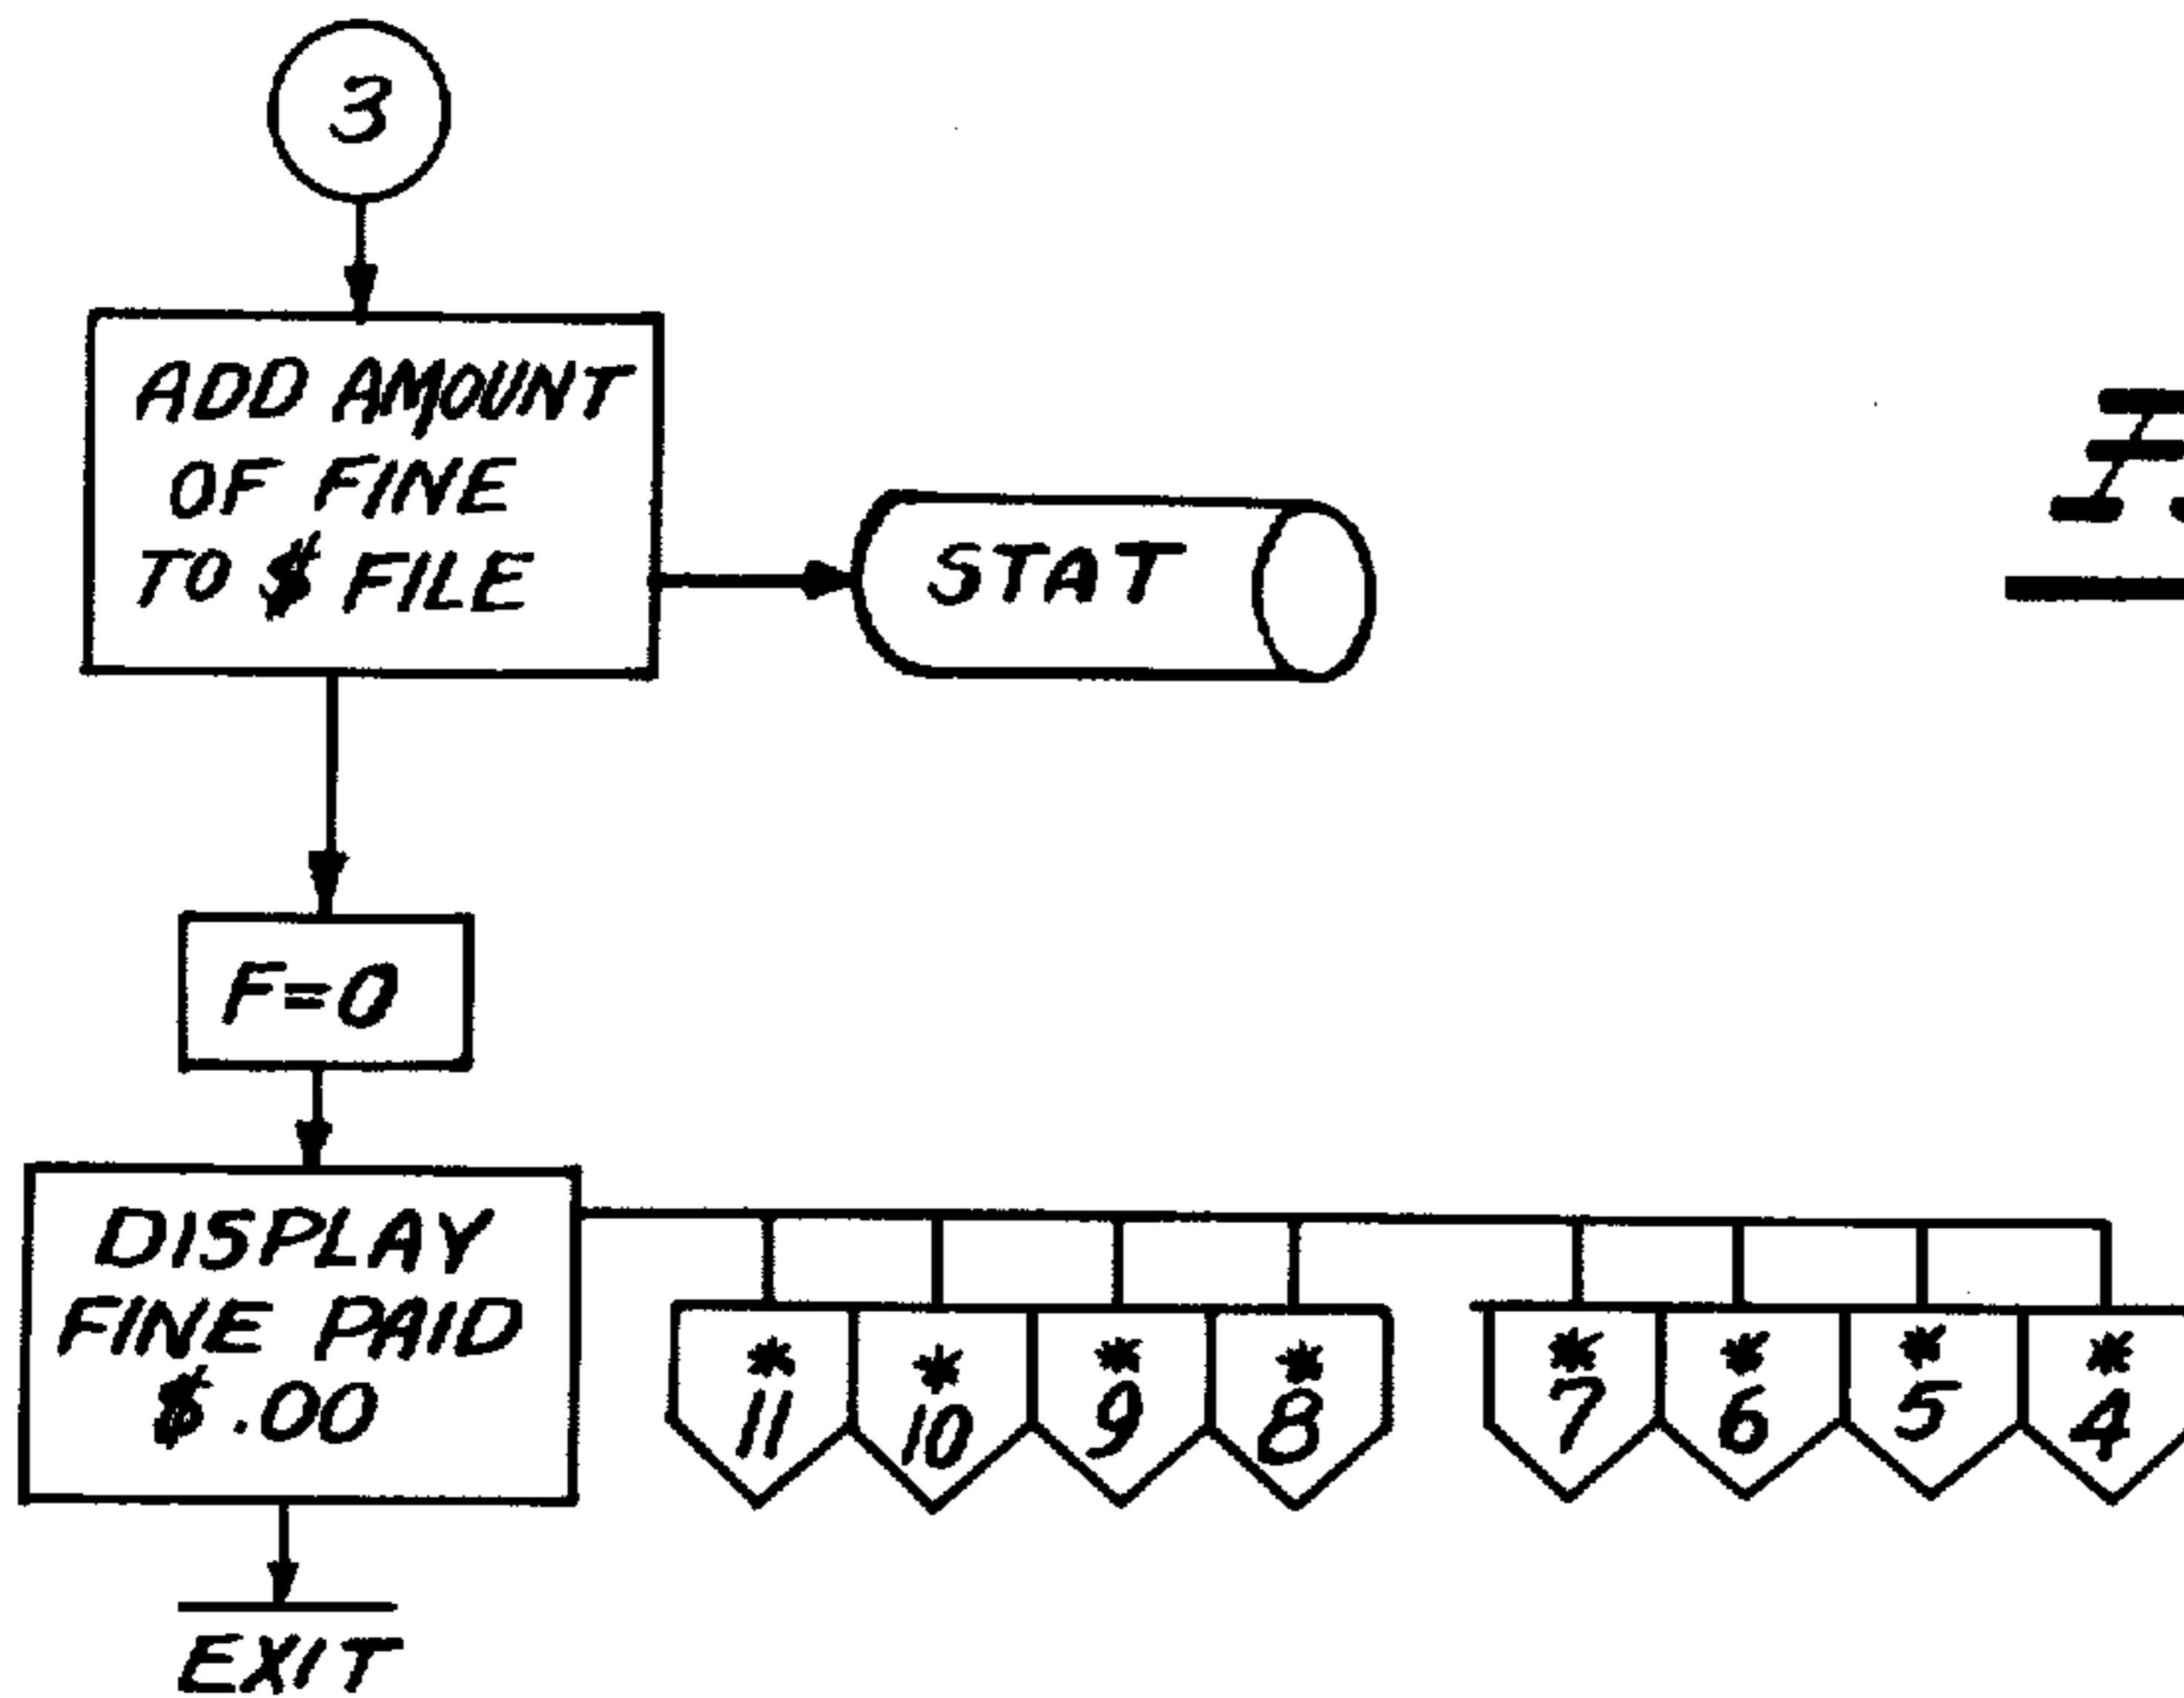 3
ADD AMOUNT
OF FINE
TO $ FILE
STAT
F=0
DISPLAY
FINE PAID
$ .00
* * * * * * * *
11 10 9 8 7 6 5 4
EXIT